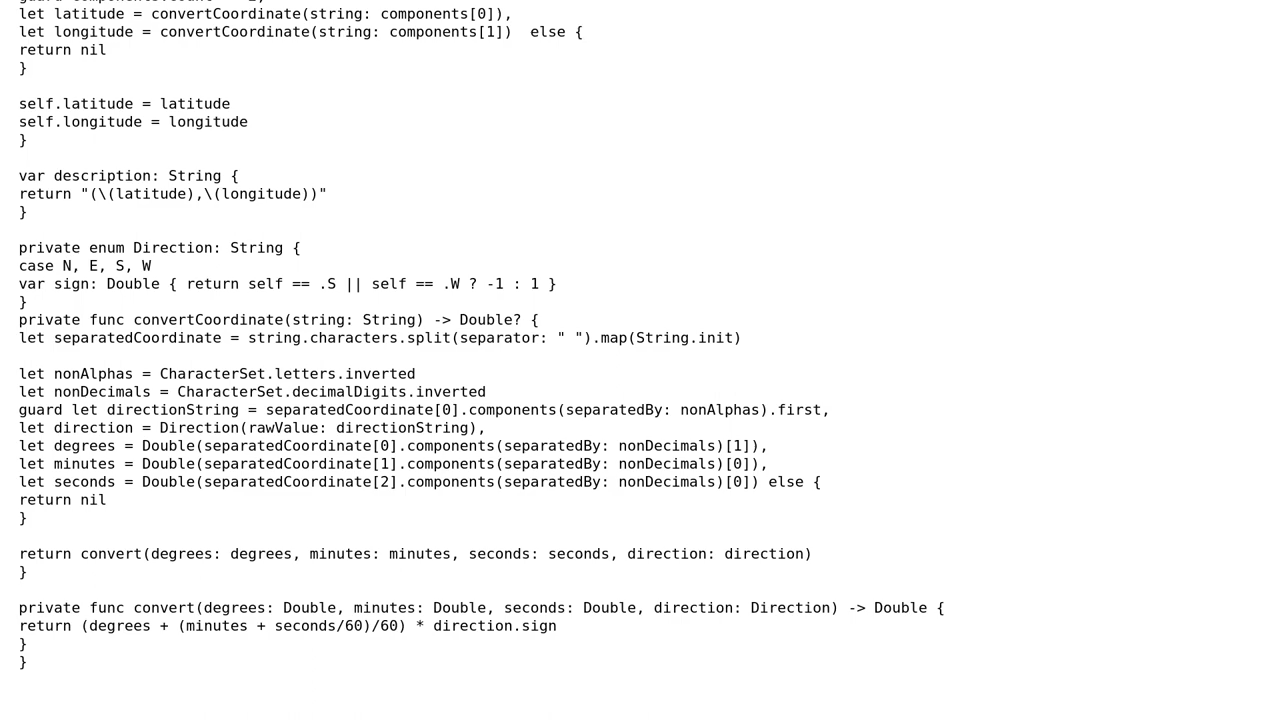 let latitude = convertCoordinate(string: components[0]),
let longitude = convertCoordinate(string: components[1])  else {
return nil
}

self.latitude = latitude
self.longitude = longitude
}

var description: String {
return "(\(latitude),\(longitude))"
}

private enum Direction: String {
case N, E, S, W
var sign: Double { return self == .S || self == .W ? -1 : 1 }
}
private func convertCoordinate(string: String) -> Double? {
let separatedCoordinate = string.characters.split(separator: " ").map(String.init)

let nonAlphas = CharacterSet.letters.inverted
let nonDecimals = CharacterSet.decimalDigits.inverted
guard let directionString = separatedCoordinate[0].components(separatedBy: nonAlphas).first,
let direction = Direction(rawValue: directionString),
let degrees = Double(separatedCoordinate[0].components(separatedBy: nonDecimals)[1]),
let minutes = Double(separatedCoordinate[1].components(separatedBy: nonDecimals)[0]),
let seconds = Double(separatedCoordinate[2].components(separatedBy: nonDecimals)[0]) else {
return nil
}

return convert(degrees: degrees, minutes: minutes, seconds: seconds, direction: direction)
}

private func convert(degrees: Double, minutes: Double, seconds: Double, direction: Direction) -> Double {
return (degrees + (minutes + seconds/60)/60) * direction.sign
}
}